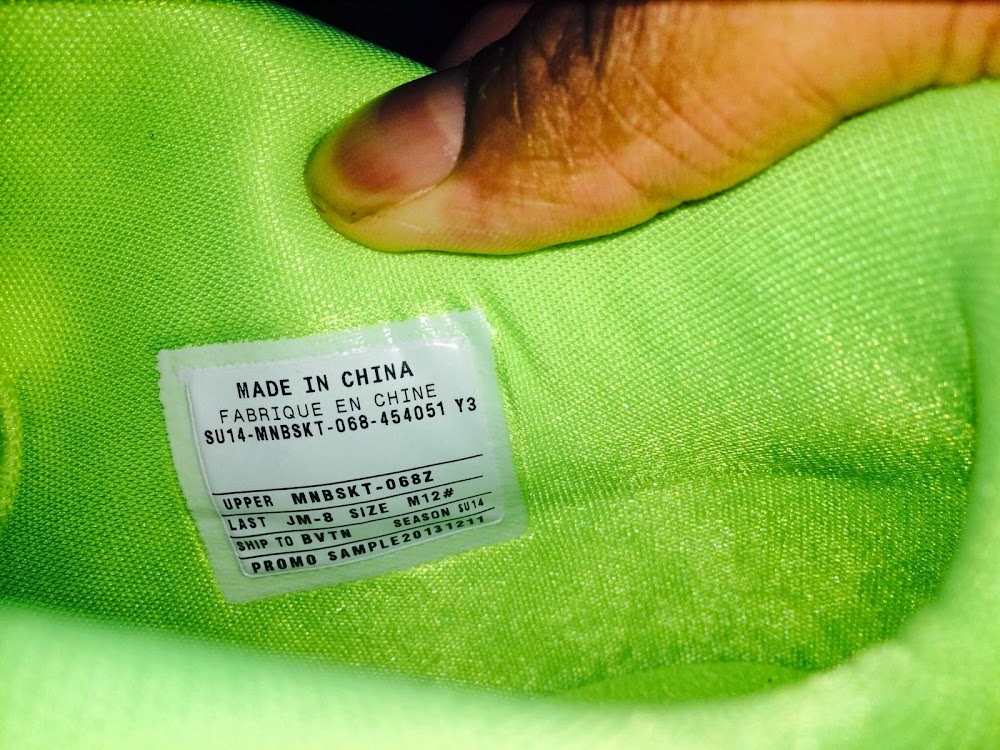 MADE IN CHINA
FABRIQUE EN CHINE
SU14-MNBSKT-068-454051 Y3
UPPER MNBSKT-068Z
LAST JM-8 SIZE M12#
SHIP TO BVTN SEASON SU14
PROMO SAMPLE20131211